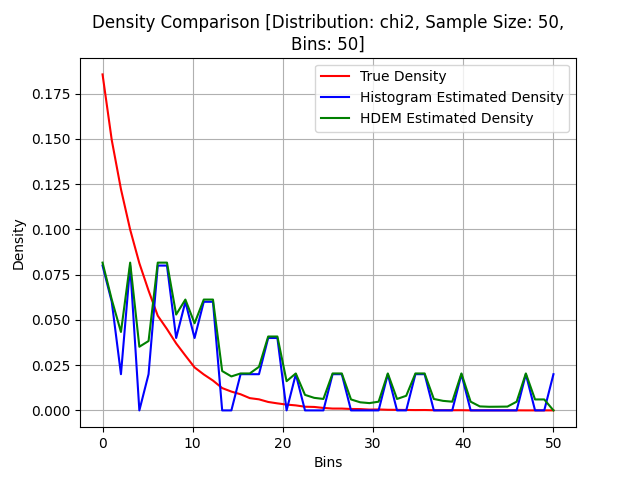 Density Comparison [Distribution: chi2, Sample Size: 50,
Bins: 50]
True Density
Histogram Estimated Density
HDEM Estimated Density
Density
0.175
0.150
0.125
0.100
0.075
0.050
0.025
0.000
0 10 20 30 40 50
Bins